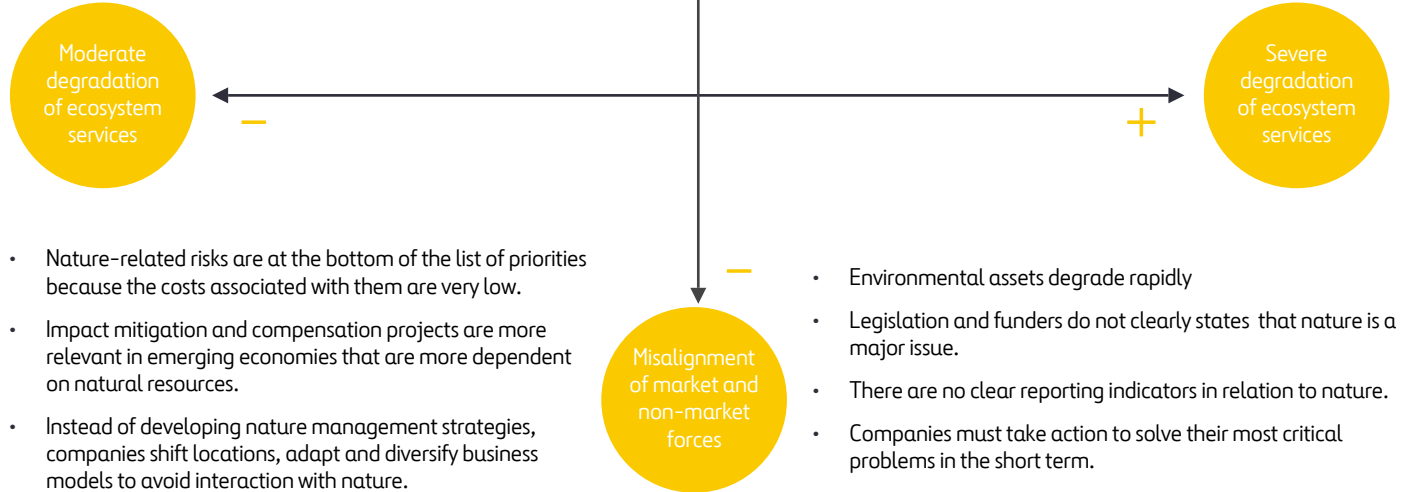 Moderate
degradation
of ecosystem
services
−
+
Severe
degradation
of ecosystem
services
• Nature-related risks are at the bottom of the list of priorities
because the costs associated with them are very low.
• Impact mitigation and compensation projects are more
relevant in emerging economies that are more dependent
on natural resources.
• Instead of developing nature management strategies,
companies shift locations, adapt and diversify business
models to avoid interaction with nature.
−
Misalignment
of market and
non-market
forces
• Environmental assets degrade rapidly
• Legislation and funders do not clearly states that nature is a
major issue.
• There are no clear reporting indicators in relation to nature.
• Companies must take action to solve their most critical
problems in the short term.